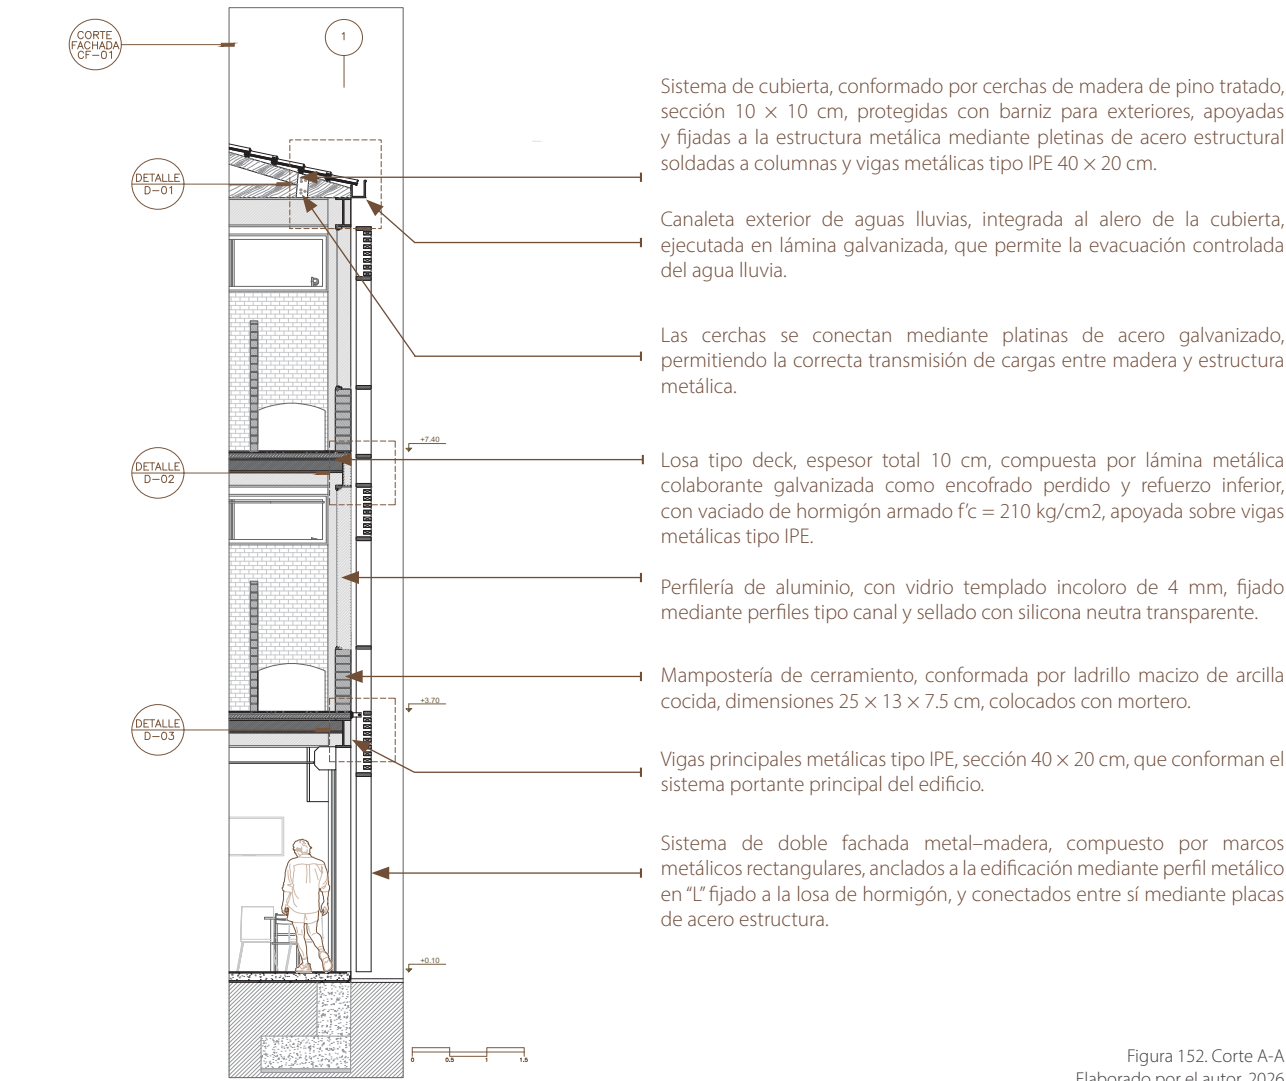 CORTE
FACHADA
CF-01
1
Sistema de cubierta, conformado por cerchas de madera de pino tratado,
sección 10 × 10 cm, protegidas con barniz para exteriores, apoyadas
y fijadas a la estructura metálica mediante pletinas de acero estructural
soldadas a columnas y vigas metálicas tipo IPE 40 × 20 cm.
DETALLE
D-01
Canaleta exterior de aguas lluvias, integrada al alero de la cubierta,
ejecutada en lámina galvanizada, que permite la evacuación controlada
del agua lluvia.
Las cerchas se conectan mediante platinas de acero galvanizado,
permitiendo la correcta transmisión de cargas entre madera y estructura
metálica.
+7.40
DETALLE
D-02
Losa tipo deck, espesor total 10 cm, compuesta por lámina metálica
colaborante galvanizada como encofrado perdido y refuerzo inferior,
con vaciado de hormigón armado f’c = 210 kg/cm2, apoyada sobre vigas
metálicas tipo IPE.
Perfilería de aluminio, con vidrio templado incoloro de 4 mm, fijado
mediante perfiles tipo canal y sellado con silicona neutra transparente.
Mampostería de cerramiento, conformada por ladrillo macizo de arcilla
cocida, dimensiones 25 × 13 × 7.5 cm, colocados con mortero.
+3.70
DETALLE
D-03
Vigas principales metálicas tipo IPE, sección 40 × 20 cm, que conforman el
sistema portante principal del edificio.
Sistema de doble fachada metal–madera, compuesto por marcos
metálicos rectangulares, anclados a la edificación mediante perfil metálico
en “L” fijado a la losa de hormigón, y conectados entre sí mediante placas
de acero estructura.
+0.10
0 0.5 1 1.5
Figura 152. Corte A-A
Elaborado por el autor, 2026